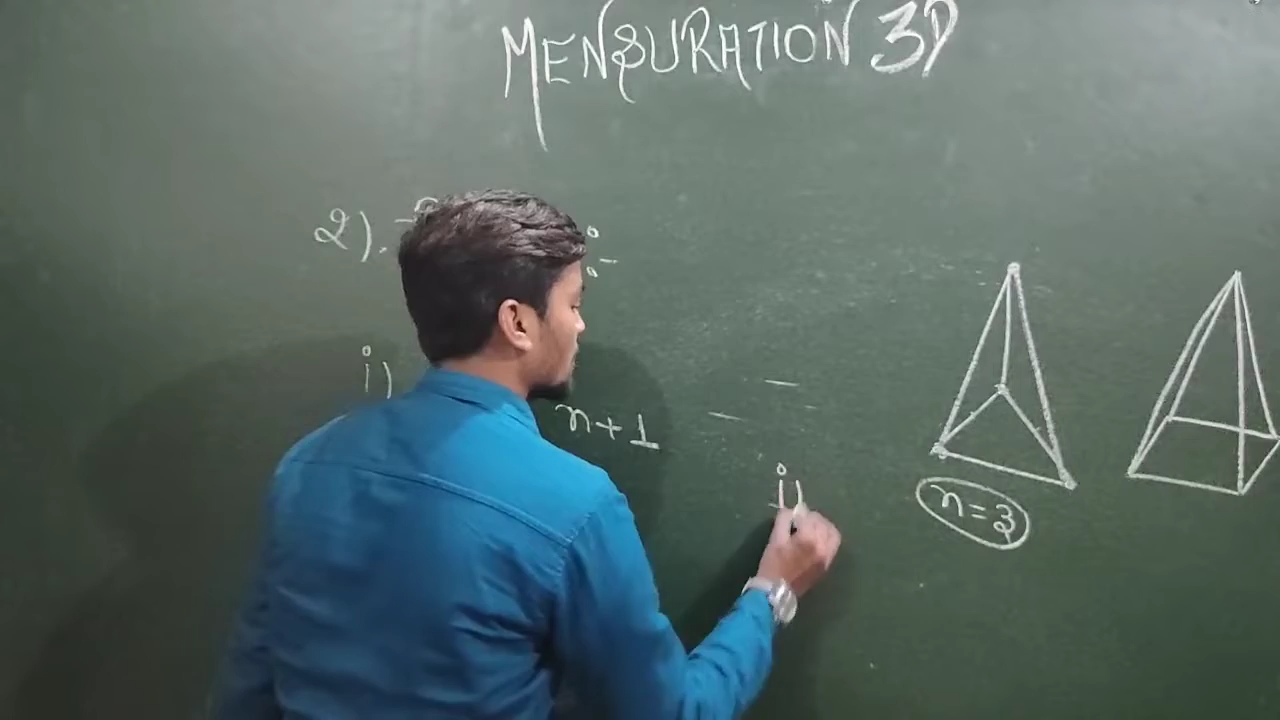 MENSURATION 3D
2).
i)
n+1
n=3